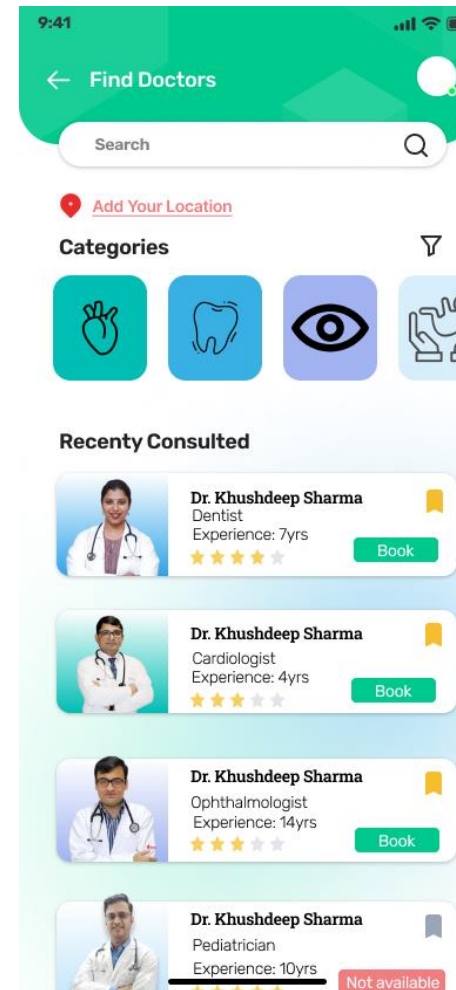 9:41
Find Doctors
Search
Add Your Location
Categories
Recenty Consulted
Dr. Khushdeep Sharma
Dentist
Experience: 7yrs
Book
Dr. Khushdeep Sharma
Cardiologist
Experience: 4yrs
Book
Dr. Khushdeep Sharma
Ophthalmologist
Experience: 14yrs
Book
Dr. Khushdeep Sharma
Pediatrician
Experience: 10yrs
Not available